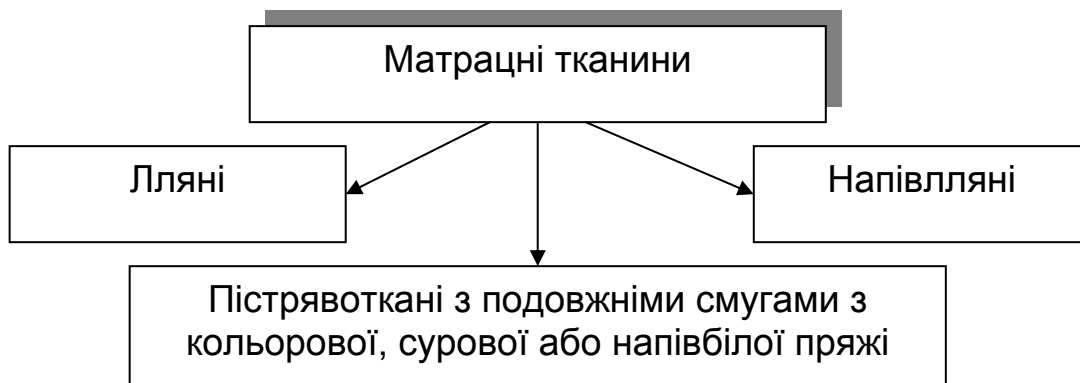 Матрацні тканини
Лляні
Напівлляні
Пістрявоткані з подовжніми смугами з
кольорової, сурової або напівбілої пряжі